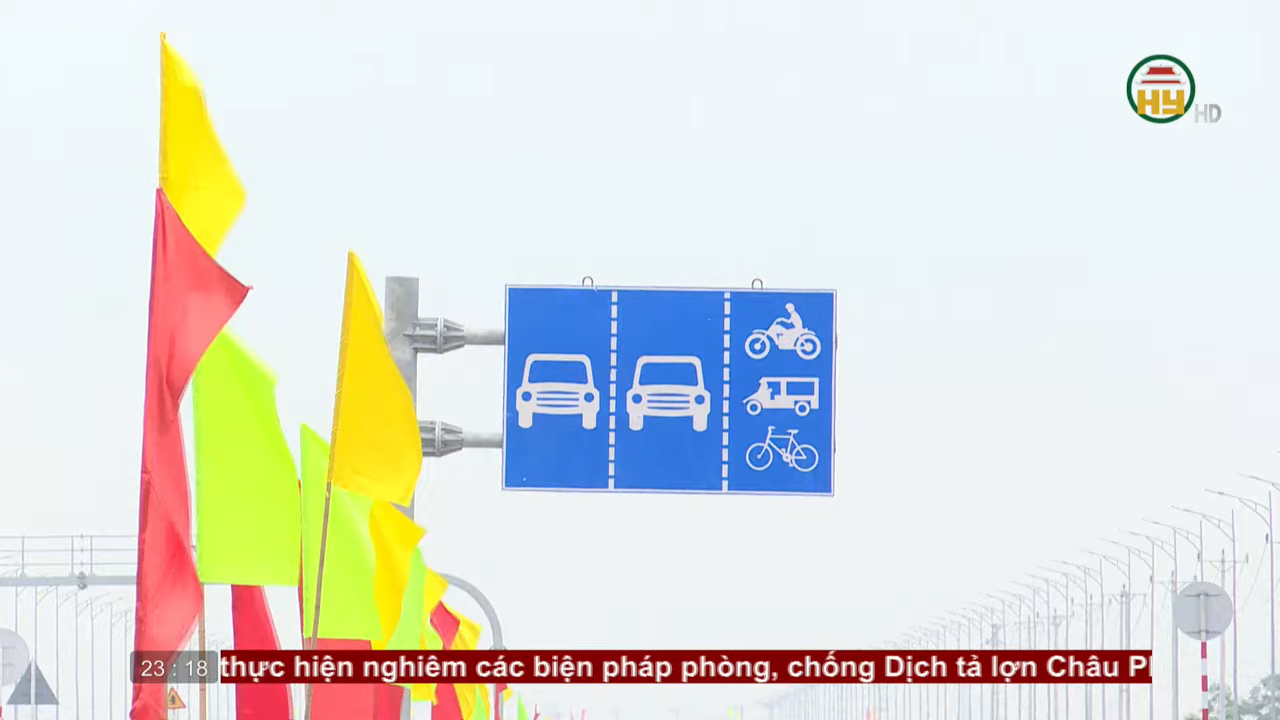 HY HD
23 : 18 thực hiện nghiêm các biện pháp phòng, chống Dịch tả lợn Châu